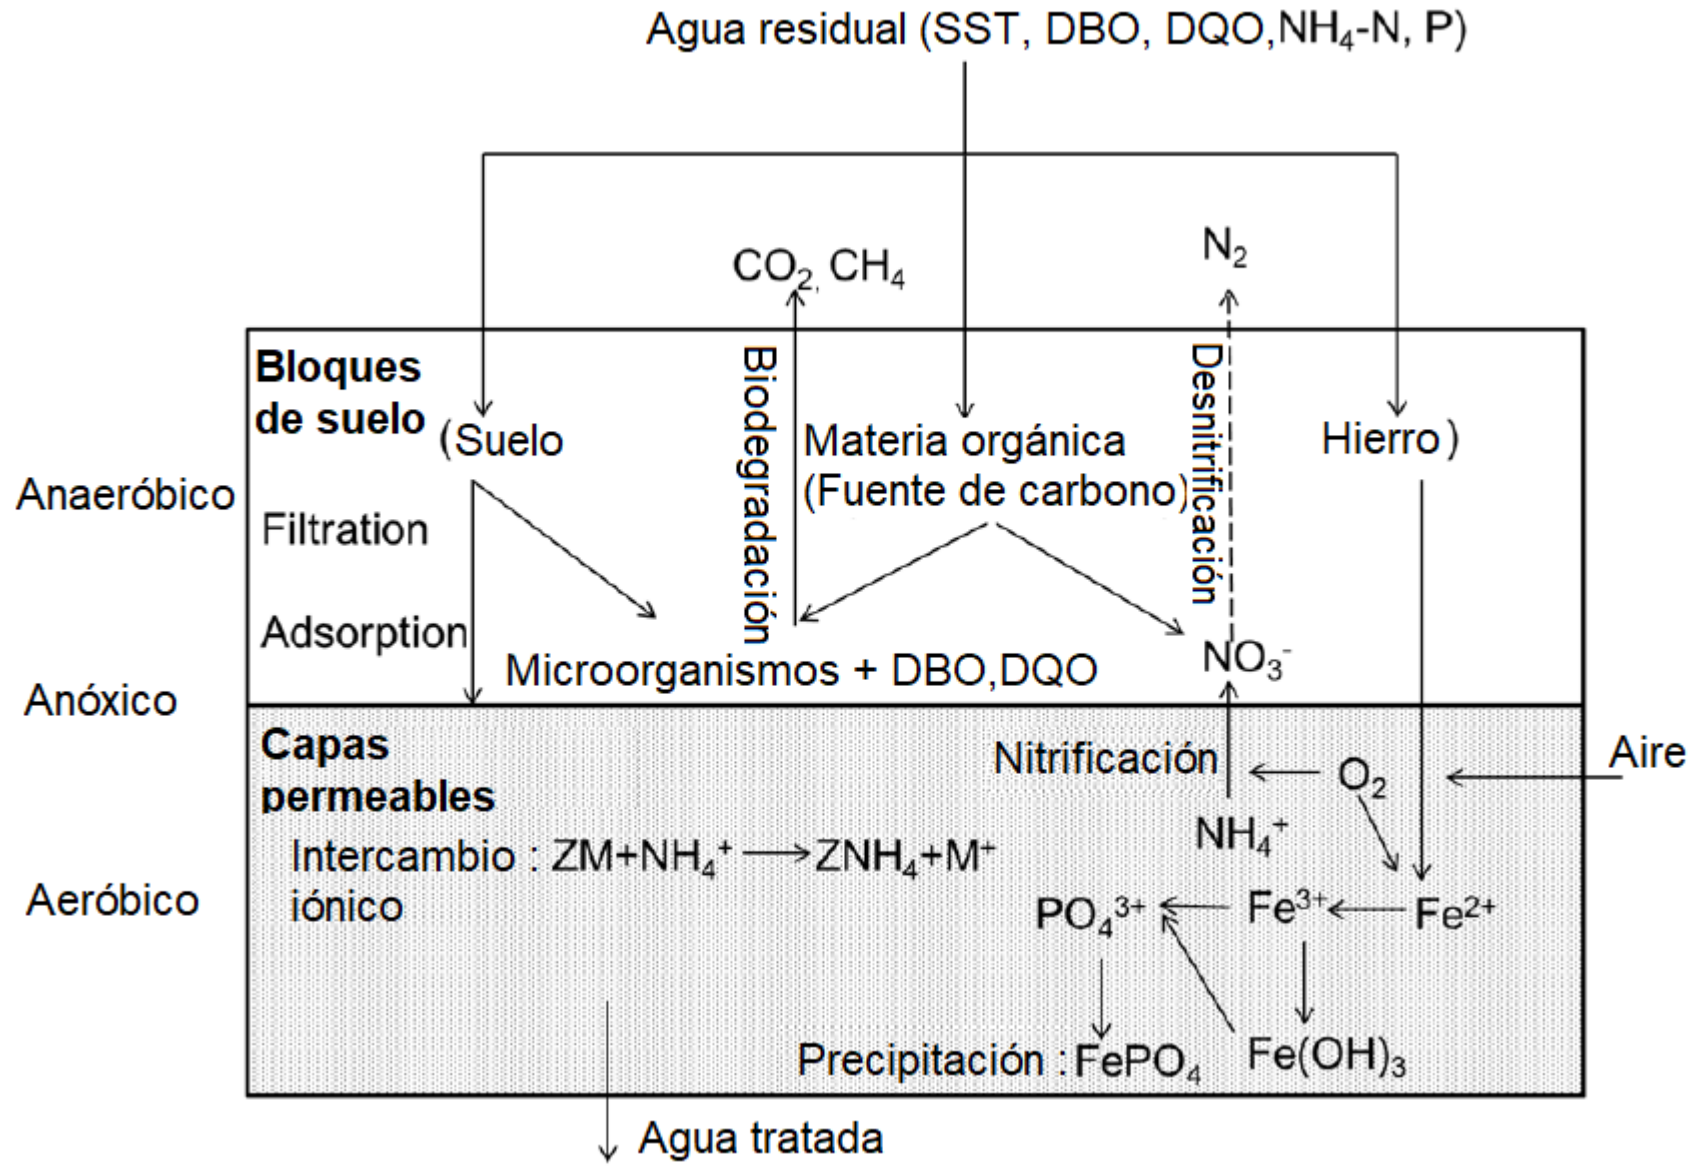 Agua residual (SST, DBO, DQO,NH₄-N, P)
N₂
CO₂, CH₄
Bloques
de suelo
(Suelo
Biodegradación
Materia orgánica
(Fuente de carbono)
Desnitrificación
Hierro)
Anaeróbico
Filtration
Adsorption
Microorganismos + DBO,DQO
NO₃⁻
Anóxico
Capas
permeables
Nitrificación
O₂
Aire
NH₄⁺
Intercambio : ZM+NH₄⁺ → ZNH₄+M⁺
iónico
Aeróbico
PO₄³⁺
Fe³⁺
Fe²⁺
Precipitación : FePO₄
Fe(OH)₃
Agua tratada